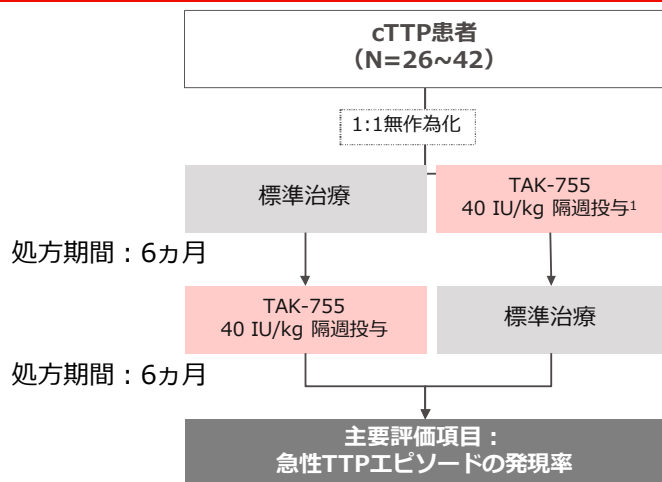 cTTP患者
（N=26~42）
1:1無作為化
標準治療
TAK-755
40 IU/kg 隔週投与¹
処方期間：6ヵ月
TAK-755
40 IU/kg 隔週投与
標準治療
処方期間：6ヵ月
主要評価項目：
急性TTPエピソードの発現率